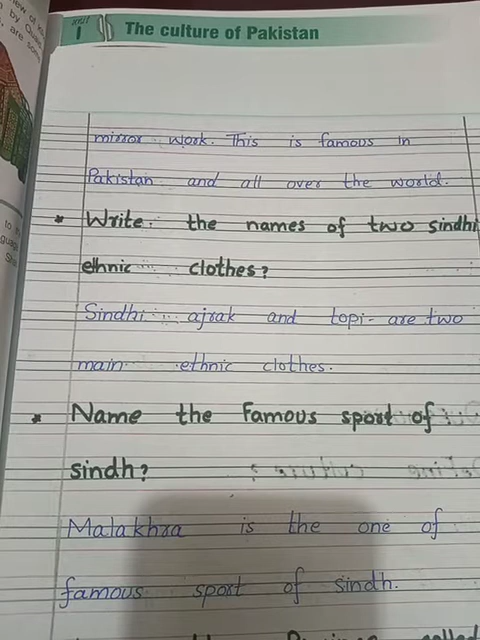 unit
1
The culture of Pakistan
mirror work. This is famous in
Pakistan and all over the world.
* Write the names of two sindhi
ethnic clothes?
Sindhi ajrak and topi- are two
main ethnic clothes.
* Name the Famous sport of
sindh?
Malakhra is the one of
famous sport of sindh.